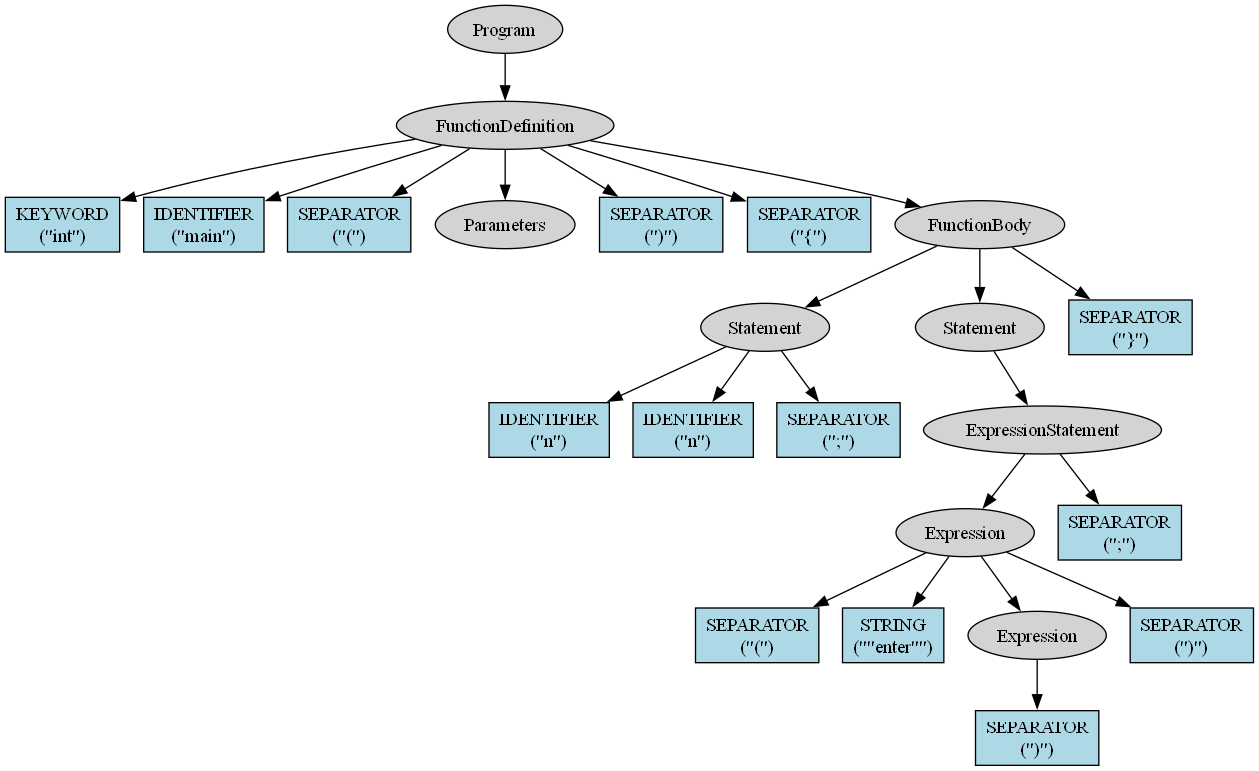 Program
FunctionDefinition
KEYWORD
("int")
IDENTIFIER
("main")
SEPARATOR
("(")
Parameters
SEPARATOR
(")")
SEPARATOR
("{")
FunctionBody
Statement
Statement
SEPARATOR
("}")
IDENTIFIER
("n")
IDENTIFIER
("n")
SEPARATOR
(";")
ExpressionStatement
Expression
SEPARATOR
(";")
SEPARATOR
("(")
STRING
(""enter"")
Expression
SEPARATOR
(")")
SEPARATOR
(")")